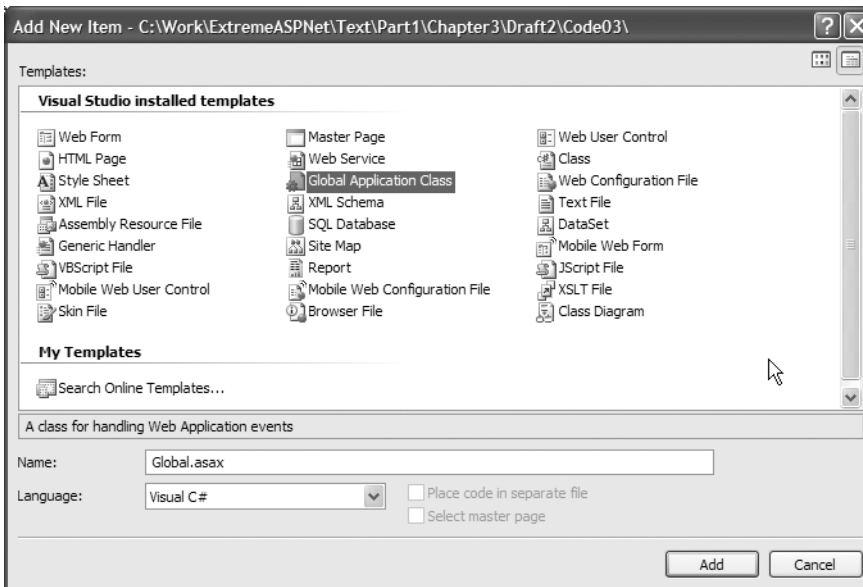 Add New Item - C:\Work\ExtremeASPNet\Text\Part1\Chapter3\Draft2\Code03\
Templates:
Visual Studio installed templates
Web Form Master Page Web User Control
HTML Page Web Service Class
Style Sheet Global Application Class Web Configuration File
XML File XML Schema Text File
Assembly Resource File SQL Database DataSet
Generic Handler Site Map Mobile Web Form
VBScript File Report JScript File
Mobile Web User Control Mobile Web Configuration File XSLT File
Skin File Browser File Class Diagram
My Templates
Search Online Templates...
A class for handling Web Application events
Name: Global.asax
Language: Visual C# Place code in separate file
Select master page
Add Cancel